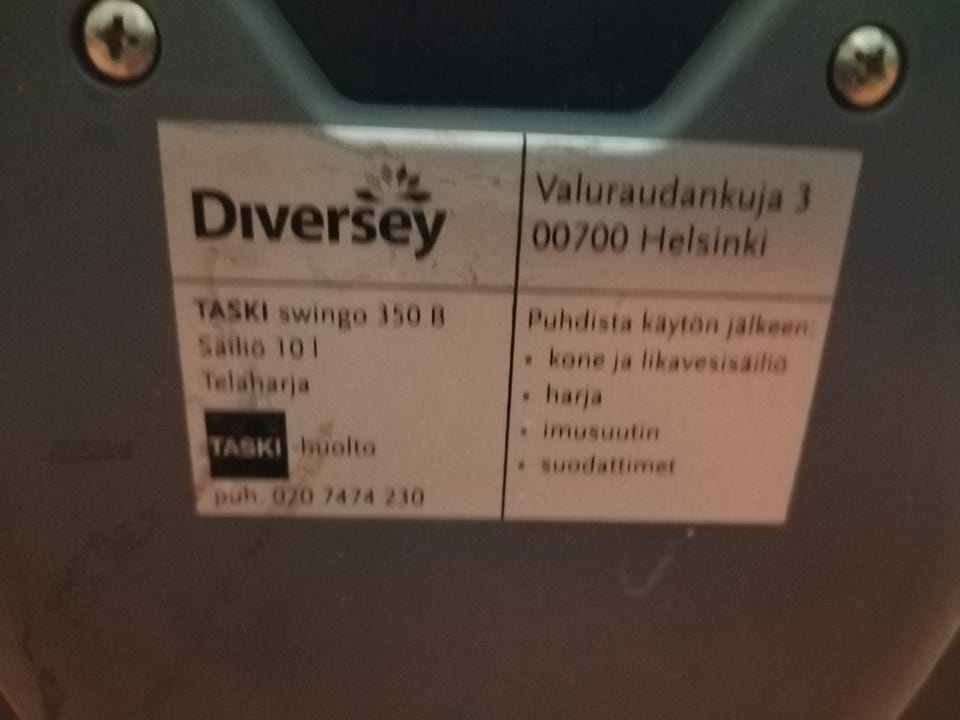 Diversey
Valuraudankuja 3
00700 Helsinki
TASKI swingo 350 B
Säiliö 10 l
Telaharja
TASKI -huolto
puh. 020 7474 230
Puhdista käytön jälkeen:
• kone ja likavesisäiliö
• harja
• imusuutin
• suodattimet